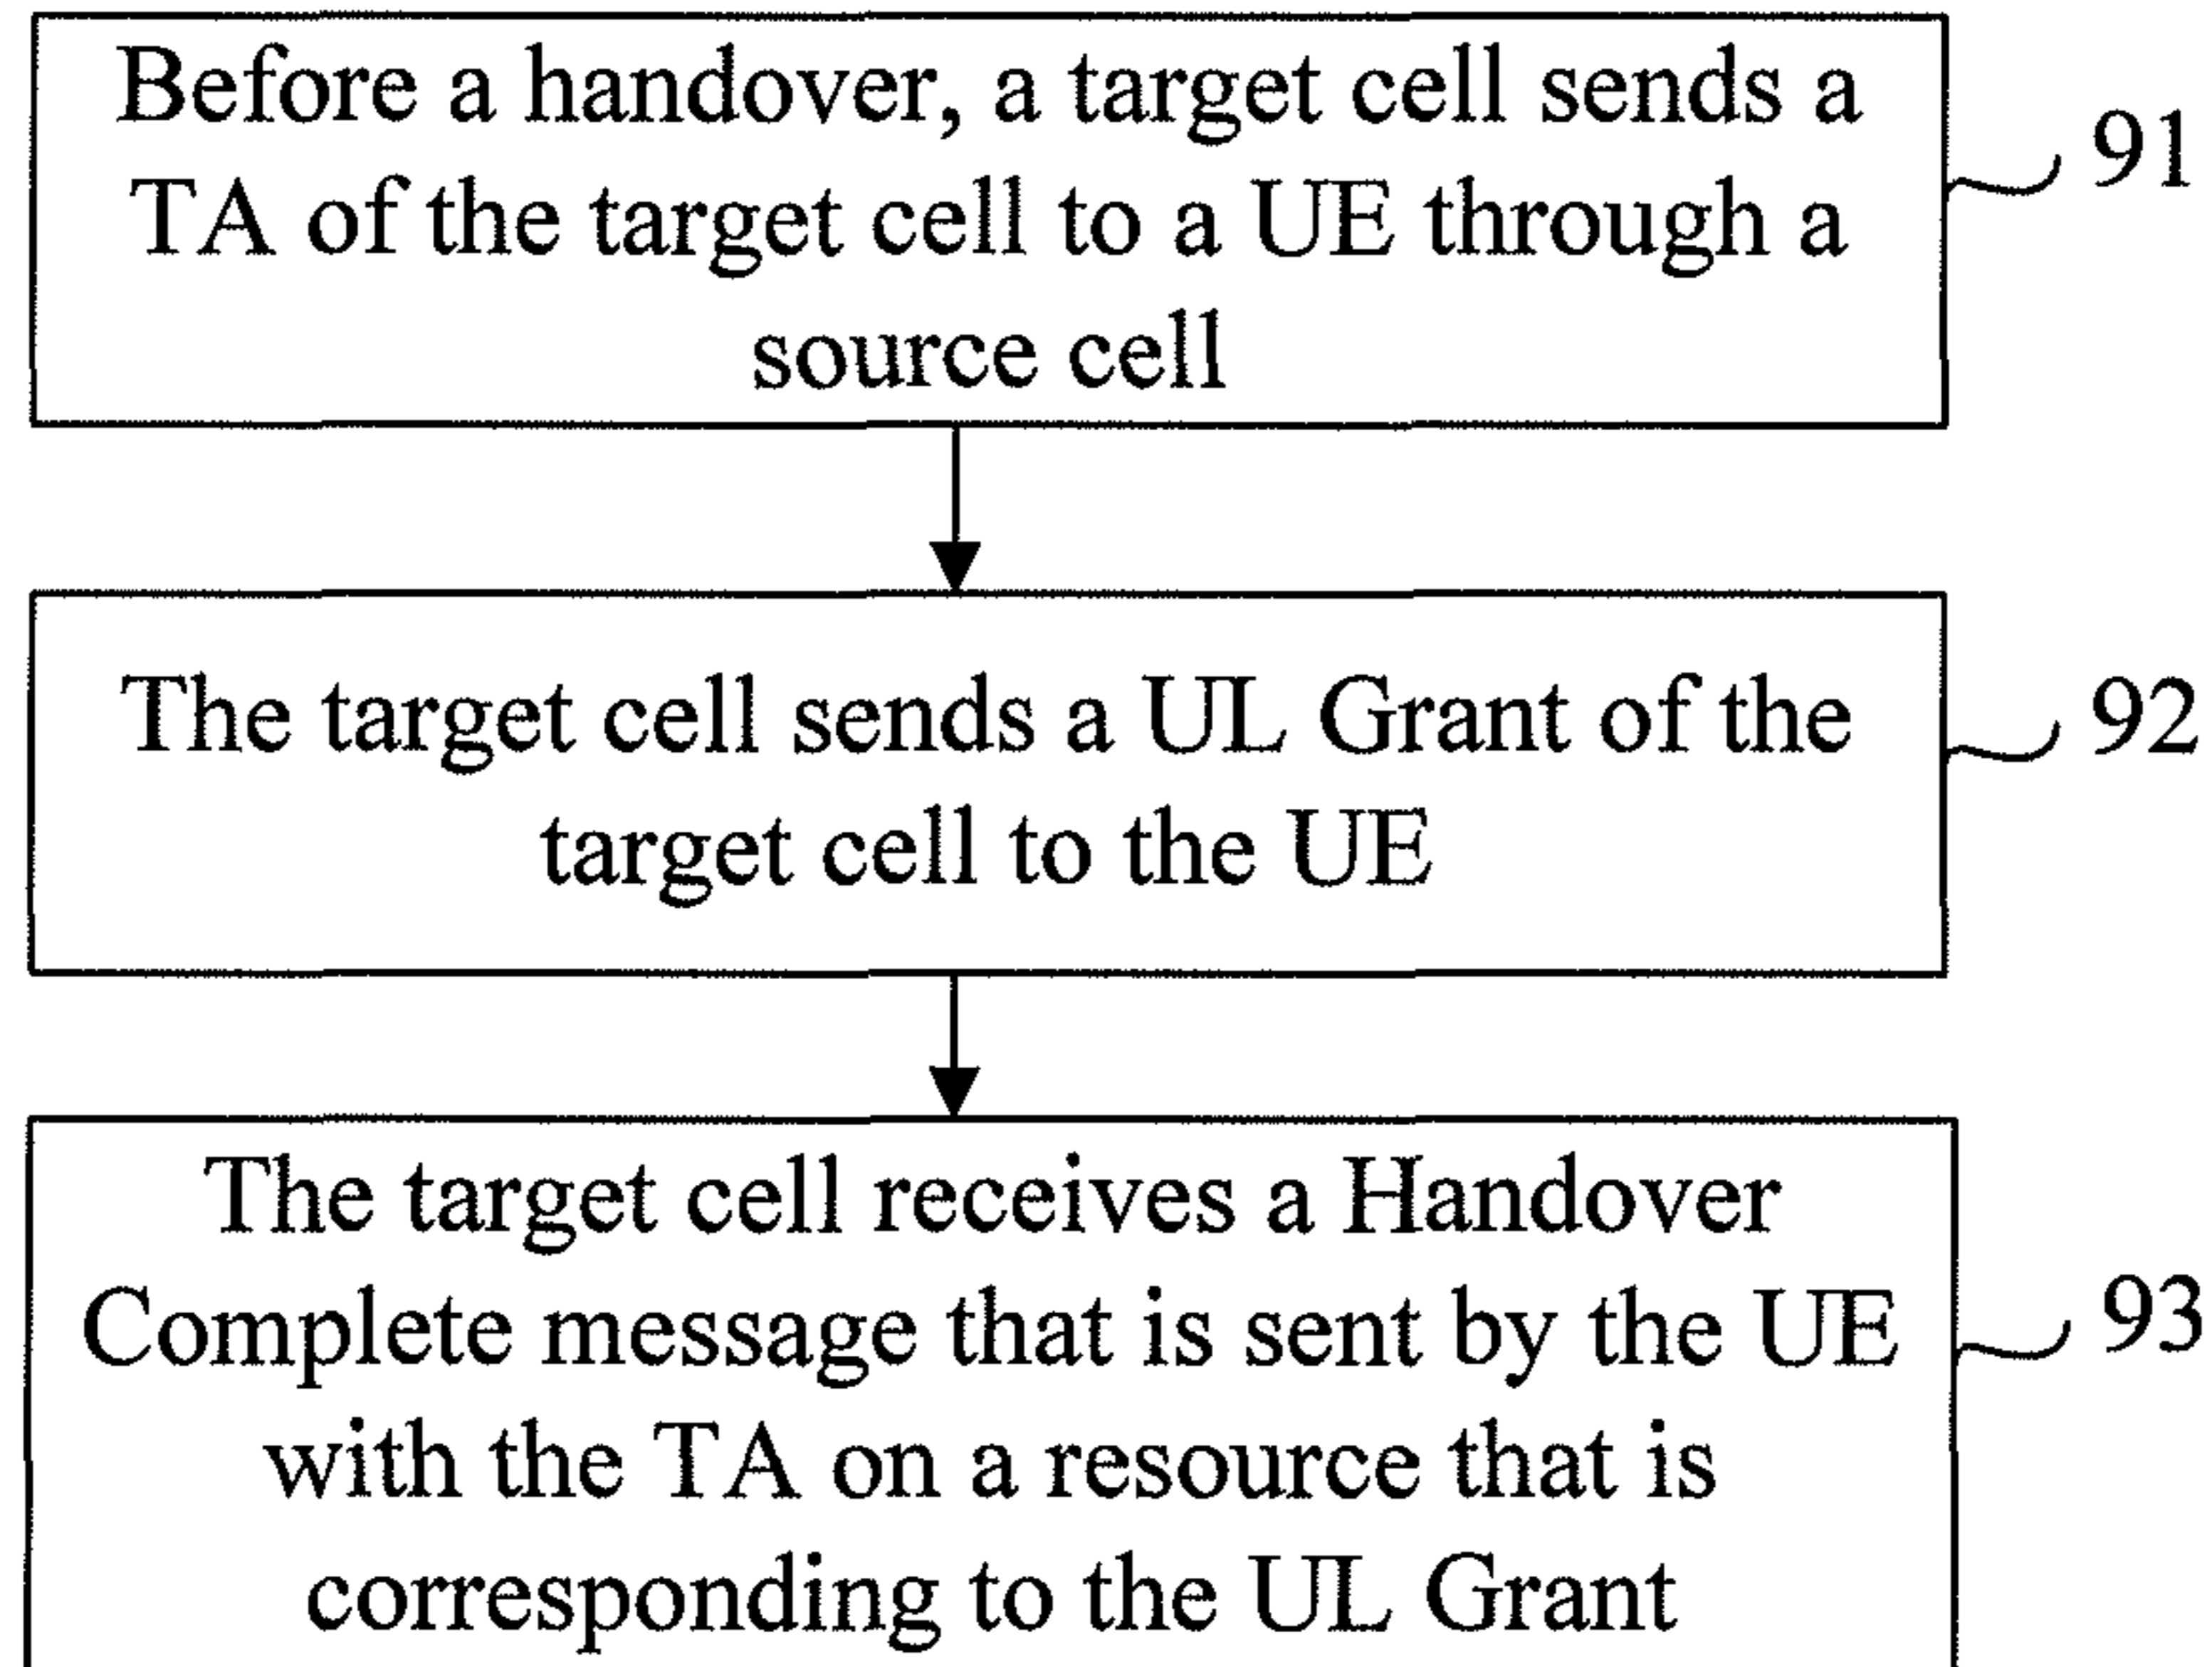 Before a handover, a target cell sends a
TA of the target cell to a UE through a
source cell
91
The target cell sends a UL Grant of the
target cell to the UE
92
The target cell receives a Handover
Complete message that is sent by the UE
with the TA on a resource that is
corresponding to the UL Grant
93